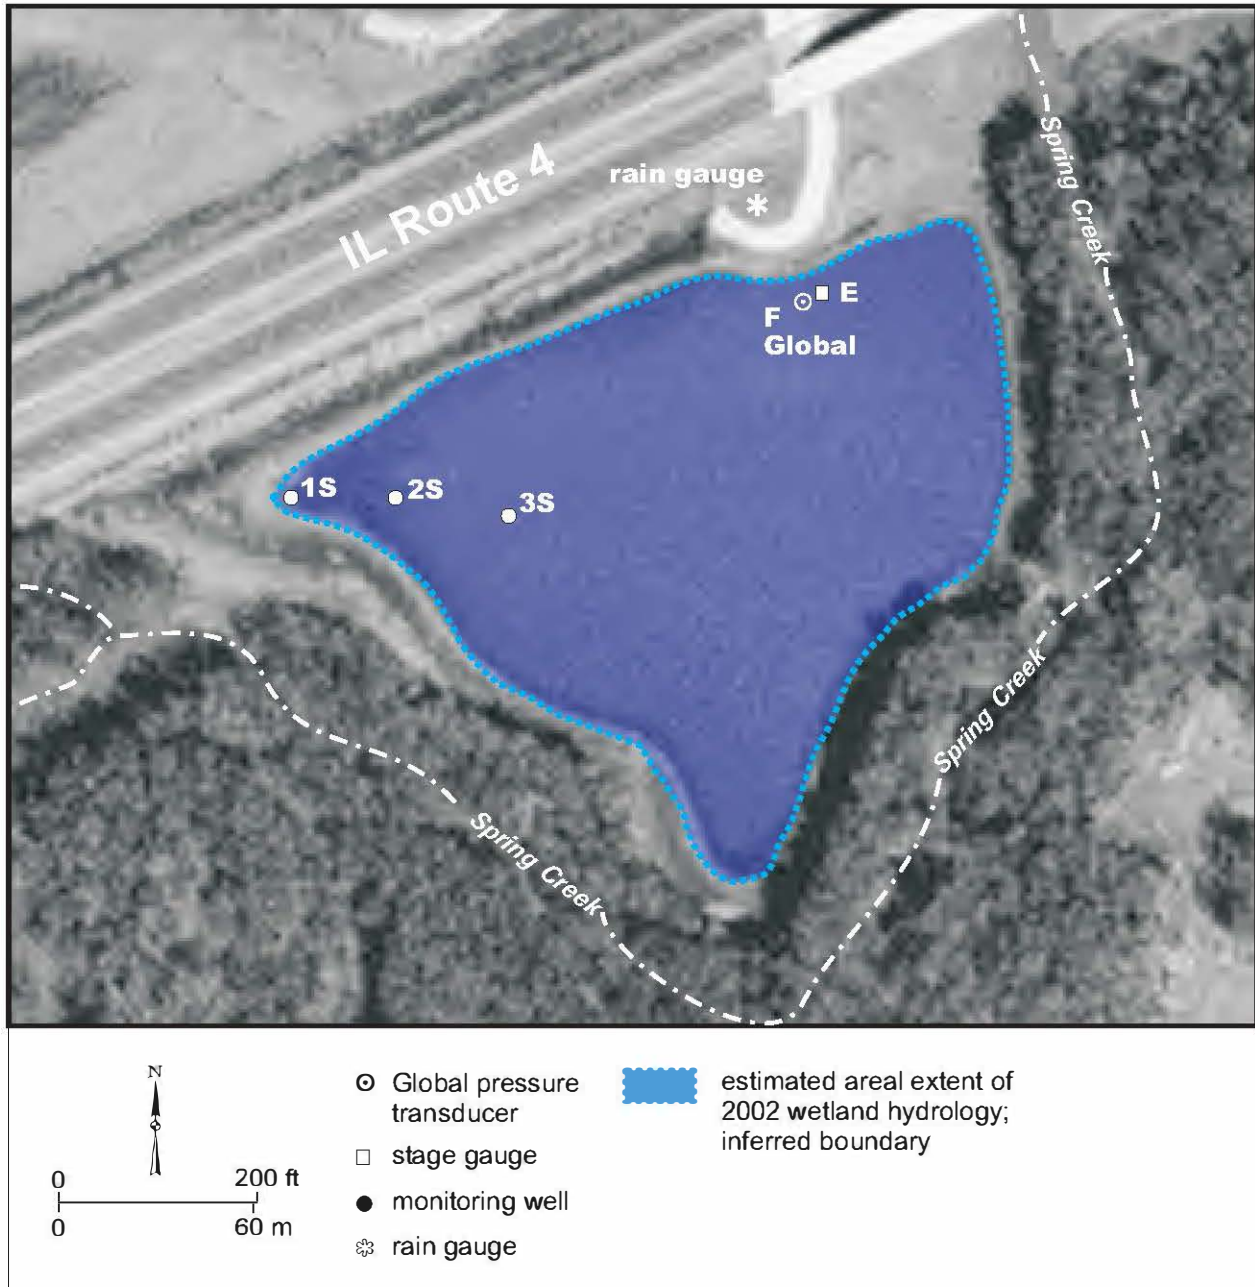 Spring Creek
IL Route 4
rain gauge
E
F
Global
1S
2S
3S
Spring Creek
Spring Creek
N
0 200 ft
0 60 m
Global pressure
transducer
stage gauge
monitoring well
rain gauge
estimated areal extent of
2002 wetland hydrology;
inferred boundary